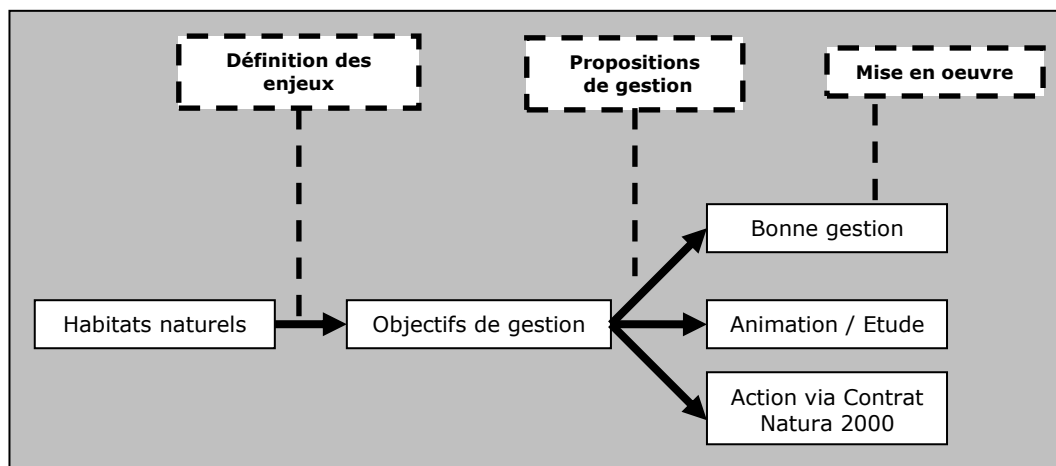 Définition des
enjeux
Propositions
de gestion
Mise en oeuvre
Bonne gestion
Habitats naturels
Objectifs de gestion
Animation / Etude
Action via Contrat
Natura 2000